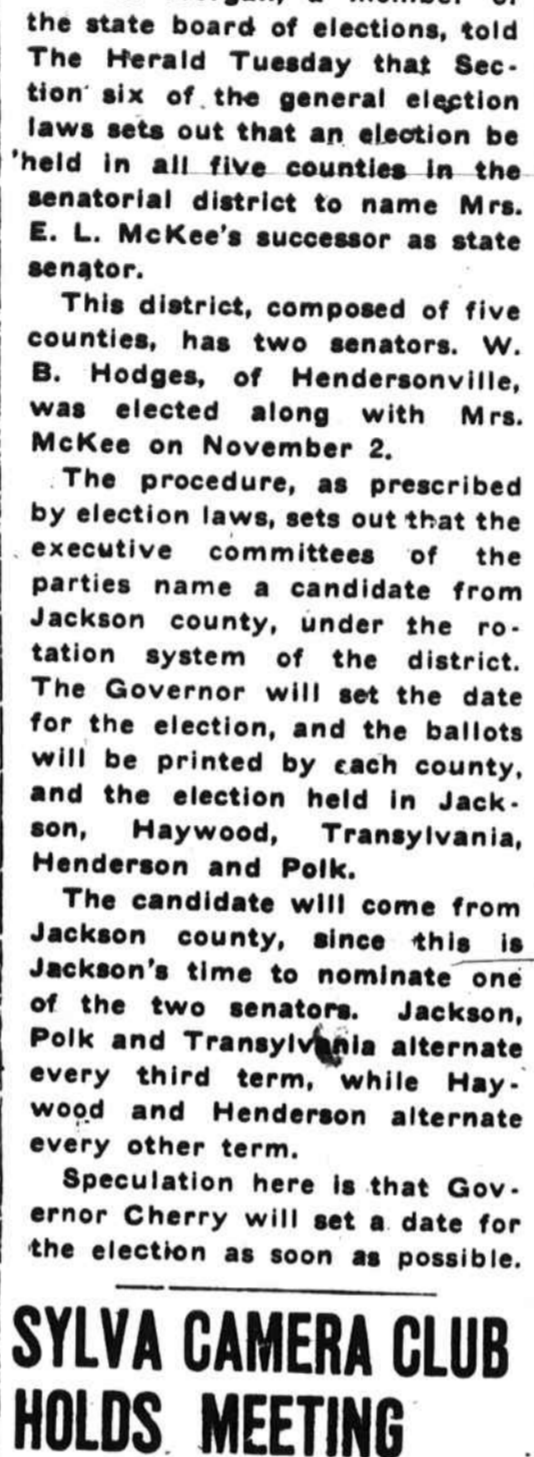 the state board of elections, told
The Herald Tuesday that Sec-
tion six of the general election
laws sets out that an election be
held in all five counties in the
senatorial district to name Mrs.
E. L. McKee's successor as state
senator.
This district, composed of five
counties, has two senators. W.
B. Hodges, of Hendersonville,
was elected along with Mrs.
McKee on November 2.
The procedure, as prescribed
by election laws, sets out that the
executive committees of the
parties name a candidate from
Jackson county, under the ro-
tation system of the district.
The Governor will set the date
for the election, and the ballots
will be printed by each county,
and the election held in Jack-
son, Haywood, Transylvania,
Henderson and Polk.
The candidate will come from
Jackson county, since this is
Jackson's time to nominate one
of the two senators. Jackson,
Polk and Transylvania alternate
every third term, while Hay-
wood and Henderson alternate
every other term.
Speculation here is that Gov-
ernor Cherry will set a date for
the election as soon as possible.
SYLVA CAMERA CLUB
HOLDS MEETING